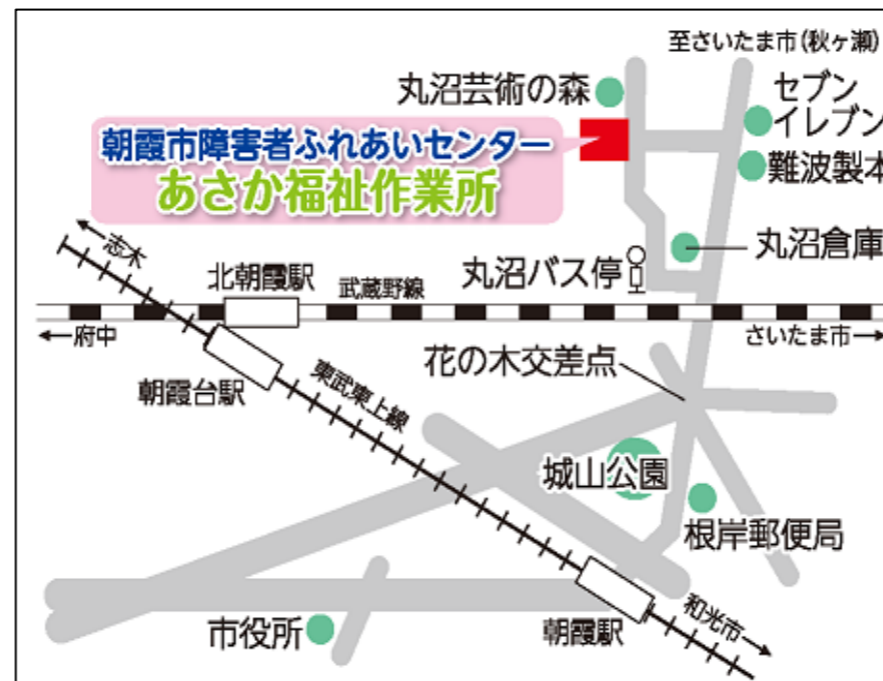 至さいたま市(秋ヶ瀬)
丸沼芸術の森
セブン
イレブン
朝霞市障害者ふれあいセンター
あさか福祉作業所
難波製本
丸沼倉庫
志木
北朝霞駅
武蔵野線
丸沼バス停
府中
さいたま市
朝霞台駅
東武東上線
花の木交差点
城山公園
根岸郵便局
市役所
朝霞駅
和光市